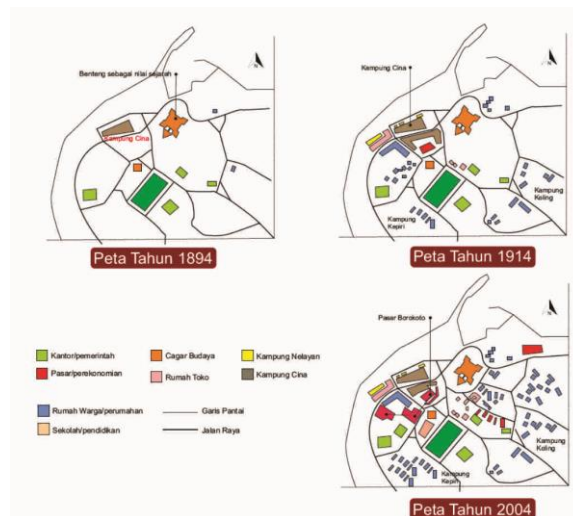 Benteng sebagai nilai sejarah
Kampung Cina
Peta Tahun 1894
Kampung Cina
Kampung
Keling
Kampung
Kepiri
Peta Tahun 1914
Kantor/pemerintah
Pasar/perekonomian
Rumah Warga/perumahan
Sekolah/pendidikan
Cagar Budaya
Rumah Toko
Garis Pantai
Jalan Raya
Kampung Nelayan
Kampung Cina
Pasar Borokoto
Kampung
Keling
Kampung
Kepiri
Peta Tahun 2004